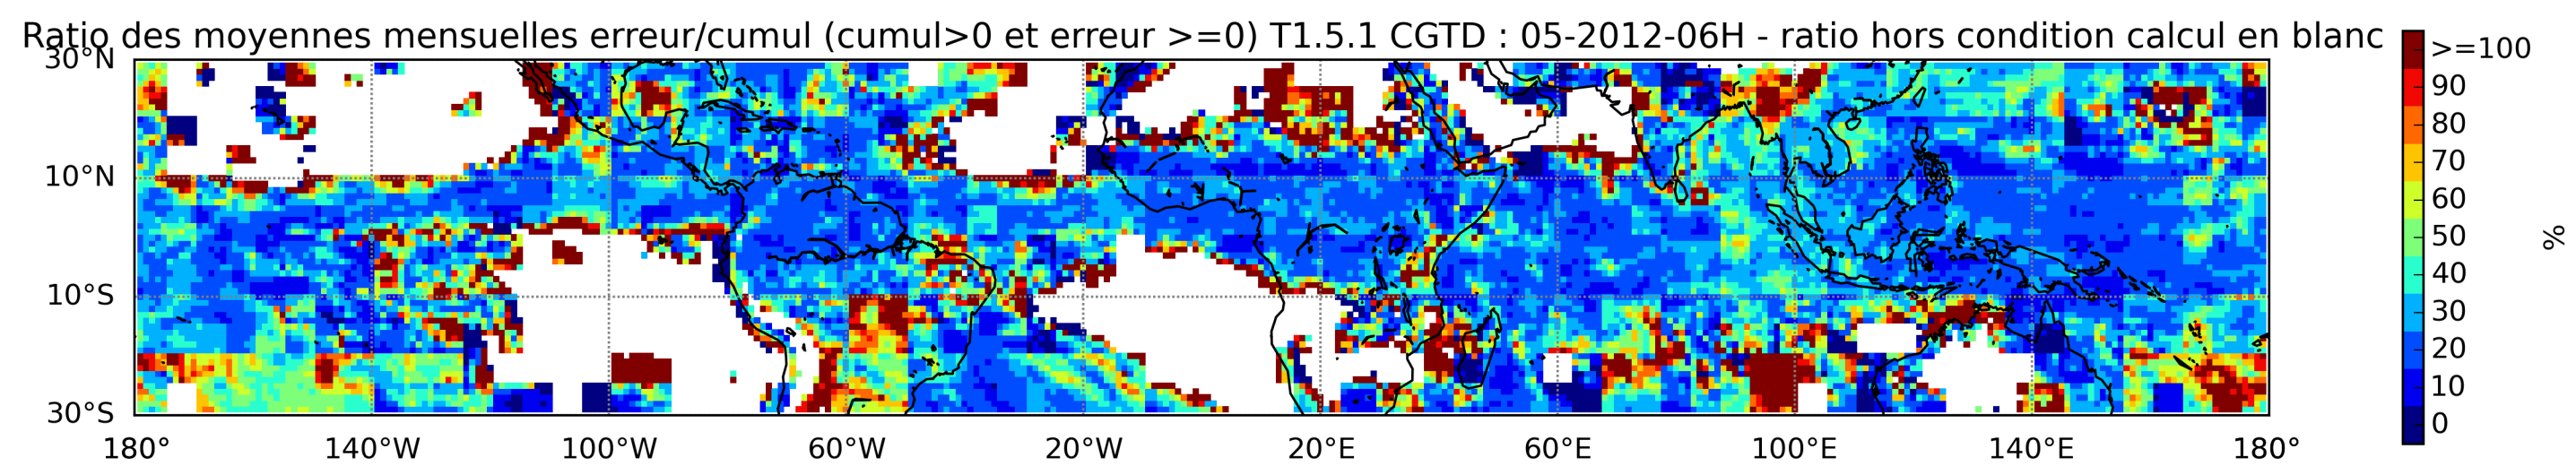 Ratio des moyennes mensuelles erreur/cumul (cumul>0 et erreur >=0) T1.5.1 CGTD : 05-2012-06H - ratio hors condition calcul en blanc
30°N
10°N
10°S
30°S
180° 140°W 100°W 60°W 20°W 20°E 60°E 100°E 140°E 180°
>=100
90
80
70
60
50
40
30
20
10
0
%